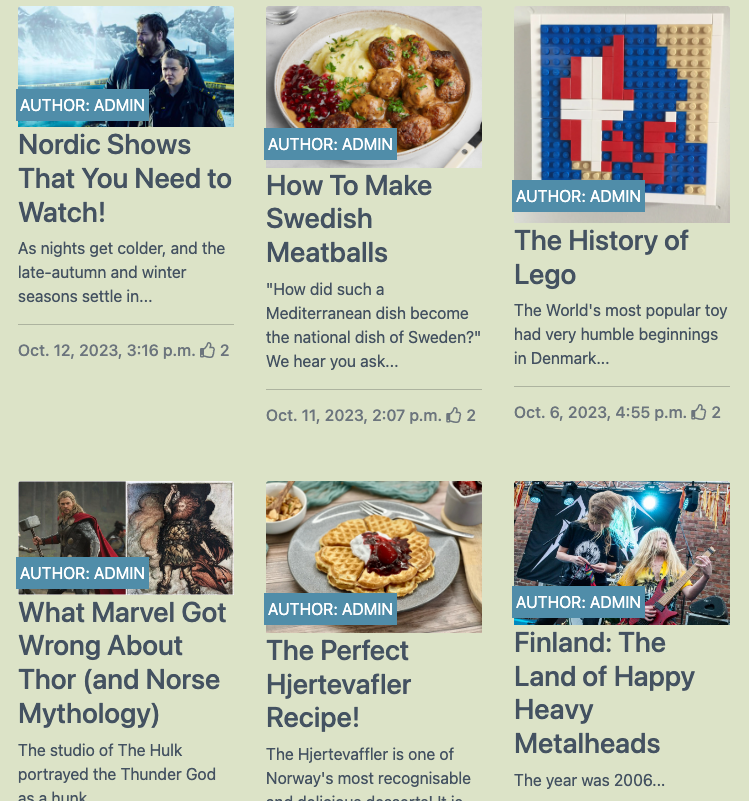 AUTHOR: ADMIN
Nordic Shows
That You Need to
Watch!
As nights get colder, and the
late-autumn and winter
seasons settle in...
Oct. 12, 2023, 3:16 p.m. 2
AUTHOR: ADMIN
How To Make
Swedish
Meatballs
"How did such a
Mediterranean dish become
the national dish of Sweden?"
We hear you ask...
Oct. 11, 2023, 2:07 p.m. 2
AUTHOR: ADMIN
The History of
Lego
The World's most popular toy
had very humble beginnings
in Denmark...
Oct. 6, 2023, 4:55 p.m. 2
AUTHOR: ADMIN
What Marvel Got
Wrong About
Thor (and Norse
Mythology)
The studio of The Hulk
portrayed the Thunder God
as a hunk
AUTHOR: ADMIN
The Perfect
Hjertevafler
Recipe!
The Hjertevaffler is one of
Norway's most recognisable
and delicious desserts! It is
AUTHOR: ADMIN
Finland: The
Land of Happy
Heavy
Metalheads
The year was 2006...